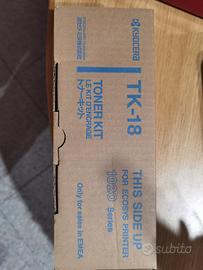 KYOCERA
TK-18
TONER KIT
LE KIT D'ENCRAGE
トナーキット
THIS SIDE UP
FOR ECOSYS PRINTER
1020 Series
Only for sales in EMEA
subito